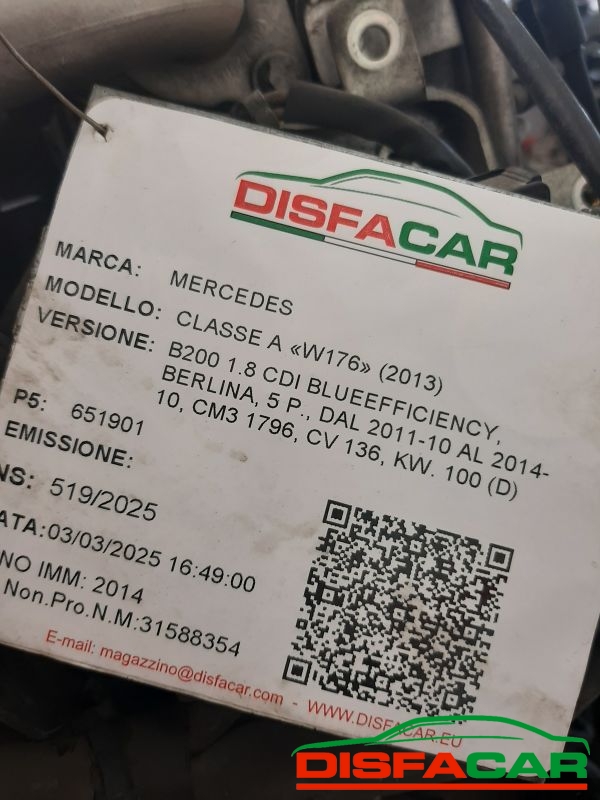 DISFACAR
MARCA: MERCEDES
MODELLO: CLASSE A «W176» (2013)
VERSIONE: B200 1.8 CDI BLUEEFFICIENCY,
BERLINA, 5 P., DAL 2011-10 AL 2014-
10, CM3 1796, CV 136, KW. 100 (D)
P5: 651901
EMISSIONE:
NS: 519/2025
ATA:03/03/2025 16:49:00
NO IMM: 2014
Non.Pro.N.M:31588354
E-mail: magazzino@disfacar.com - WWW.DISFACAR.EU
DISFACAR